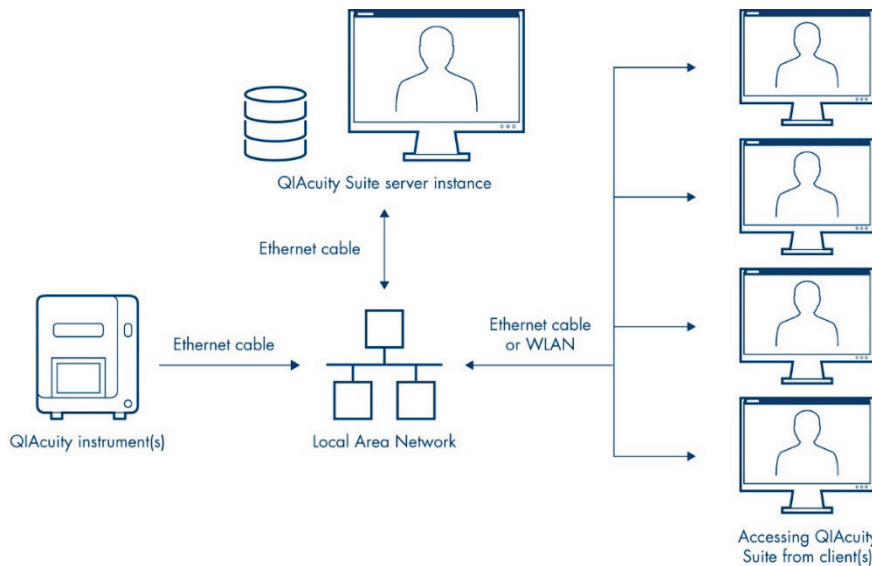 QIAcuity Suite server instance
Ethernet cable
Ethernet cable
Ethernet cable
or WLAN
QIAcuity instrument(s)
Local Area Network
Accessing QIAcuity
Suite from client(s)